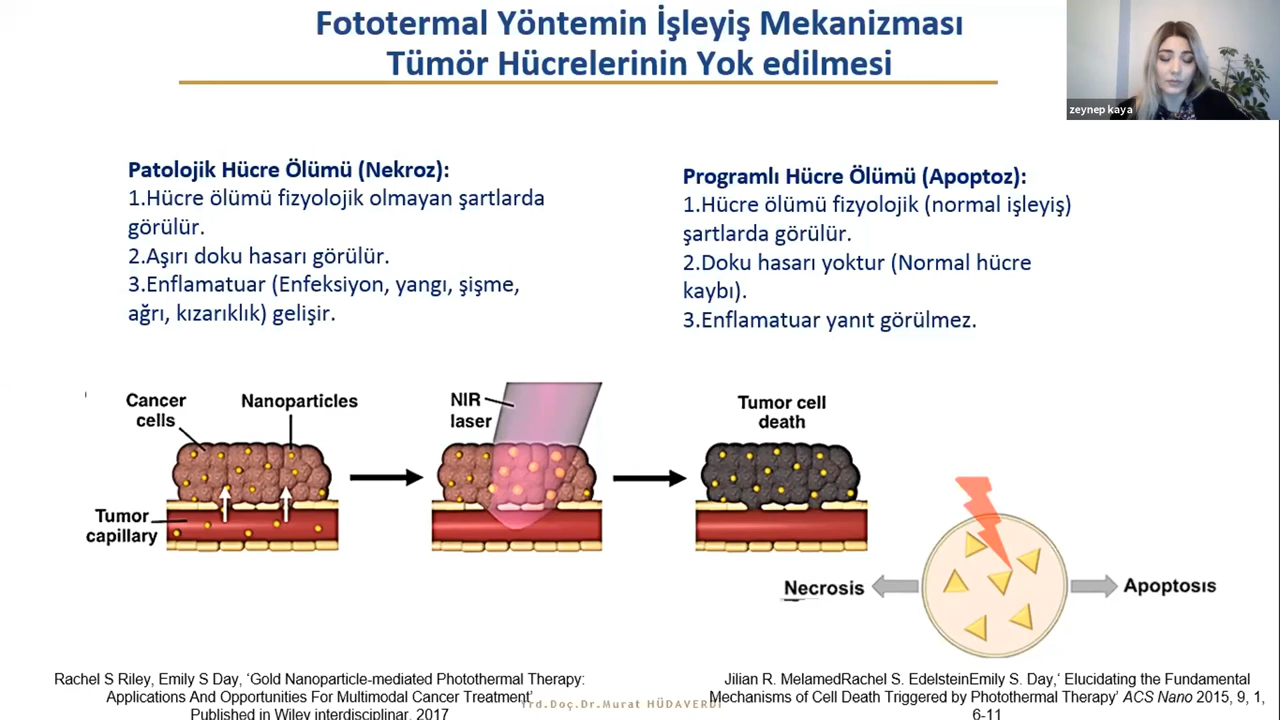 Fototermal Yöntemin İşleyiş Mekanizması
Tümör Hücrelerinin Yok edilmesi
zeynep kaya
Patolojik Hücre Ölümü (Nekroz):
1.Hücre ölümü fizyolojik olmayan şartlarda
görülür.
2.Aşırı doku hasarı görülür.
3.Enflamatuar (Enfeksiyon, yangı, şişme,
ağrı, kızarıklık) gelişir.
Programlı Hücre Ölümü (Apoptoz):
1.Hücre ölümü fizyolojik (normal işleyiş)
şartlarda görülür.
2.Doku hasarı yoktur (Normal hücre
kaybı).
3.Enflamatuar yanıt görülmez.
Cancer
cells
Nanoparticles
Tumor
capillary
NIR
laser
Tumor cell
death
Necrosis
Apoptosis
Rachel S Riley, Emily S Day, ‘Gold Nanoparticle-mediated Photothermal Therapy:
Applications And Opportunities For Multimodal Cancer Treatment’
Published in Wiley interdisciplinar, 2017
Yrd.Doç.Dr.Murat HÜDAVERDİ
Jilian R. MelamedRachel S. EdelsteinEmily S. Day,‘ Elucidating the Fundamental
Mechanisms of Cell Death Triggered by Photothermal Therapy’ ACS Nano 2015, 9, 1,
6-11